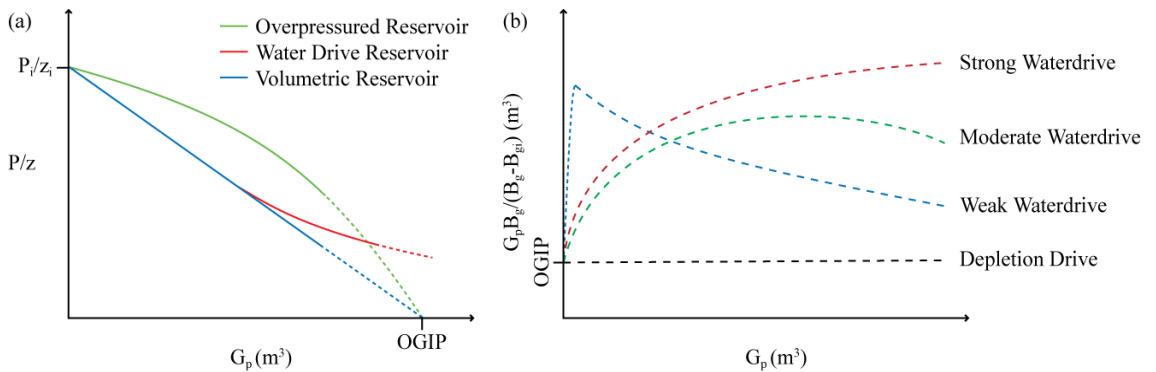 (a)
Overpressured Reservoir
Water Drive Reservoir
Volumetric Reservoir
Pᵢ/zᵢ
P/z
OGIP
Gₚ (m³)
(b)
GₚBg/(Bg-Bgi) (m³)
OGIP
Strong Waterdrive
Moderate Waterdrive
Weak Waterdrive
Depletion Drive
Gₚ (m³)